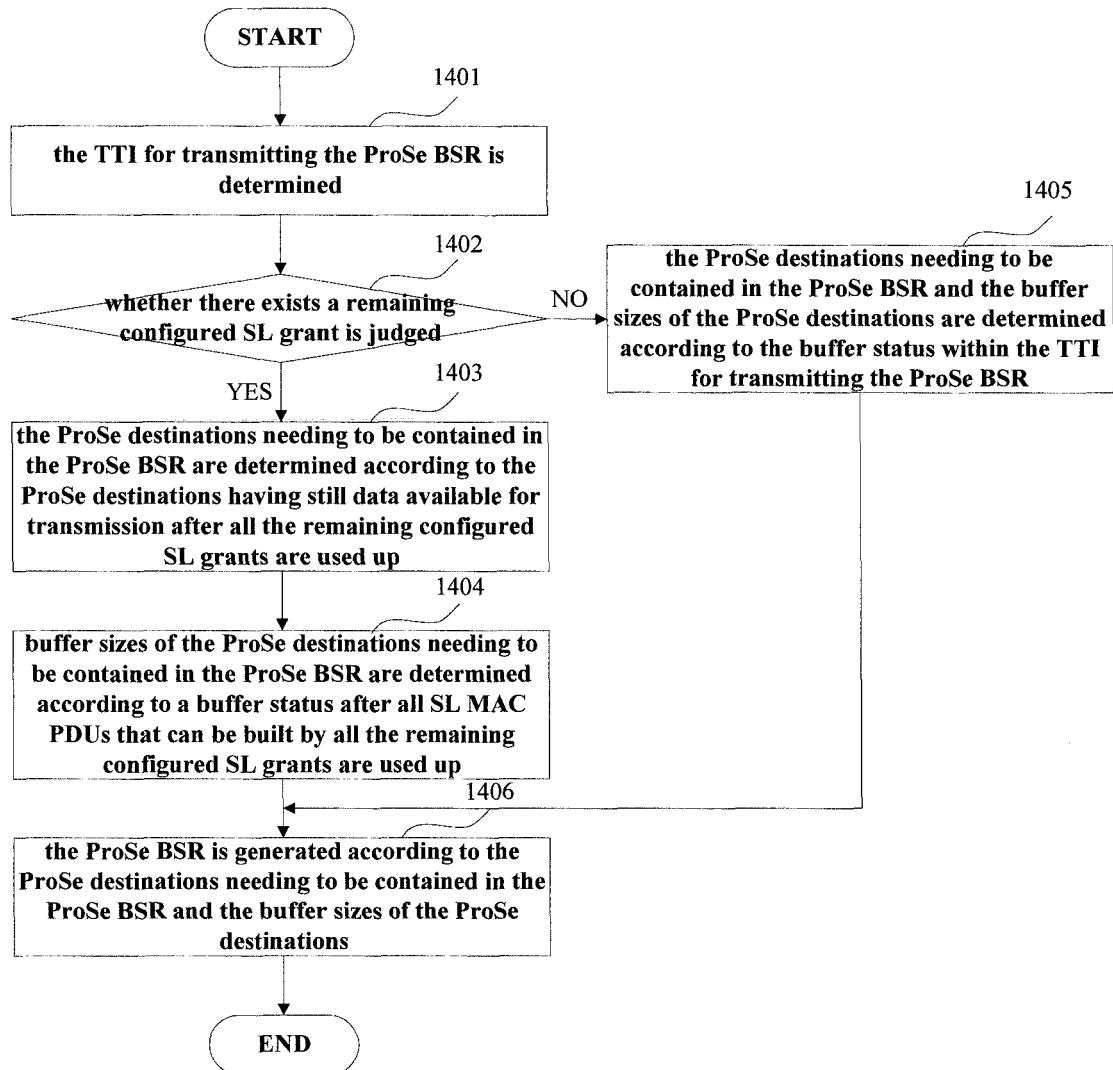 START
1401
the TTI for transmitting the ProSe BSR is
determined
1402
whether there exists a remaining
configured SL grant is judged
NO
1405
the ProSe destinations needing to be
contained in the ProSe BSR and the buffer
sizes of the ProSe destinations are determined
according to the buffer status within the TTI
for transmitting the ProSe BSR
YES
1403
the ProSe destinations needing to be contained in
the ProSe BSR are determined according to the
ProSe destinations having still data available for
transmission after all the remaining configured
SL grants are used up
1404
buffer sizes of the ProSe destinations needing to
be contained in the ProSe BSR are determined
according to a buffer status after all SL MAC
PDUs that can be built by all the remaining
configured SL grants are used up
1406
the ProSe BSR is generated according to the
ProSe destinations needing to be contained in the
ProSe BSR and the buffer sizes of the ProSe
destinations
END